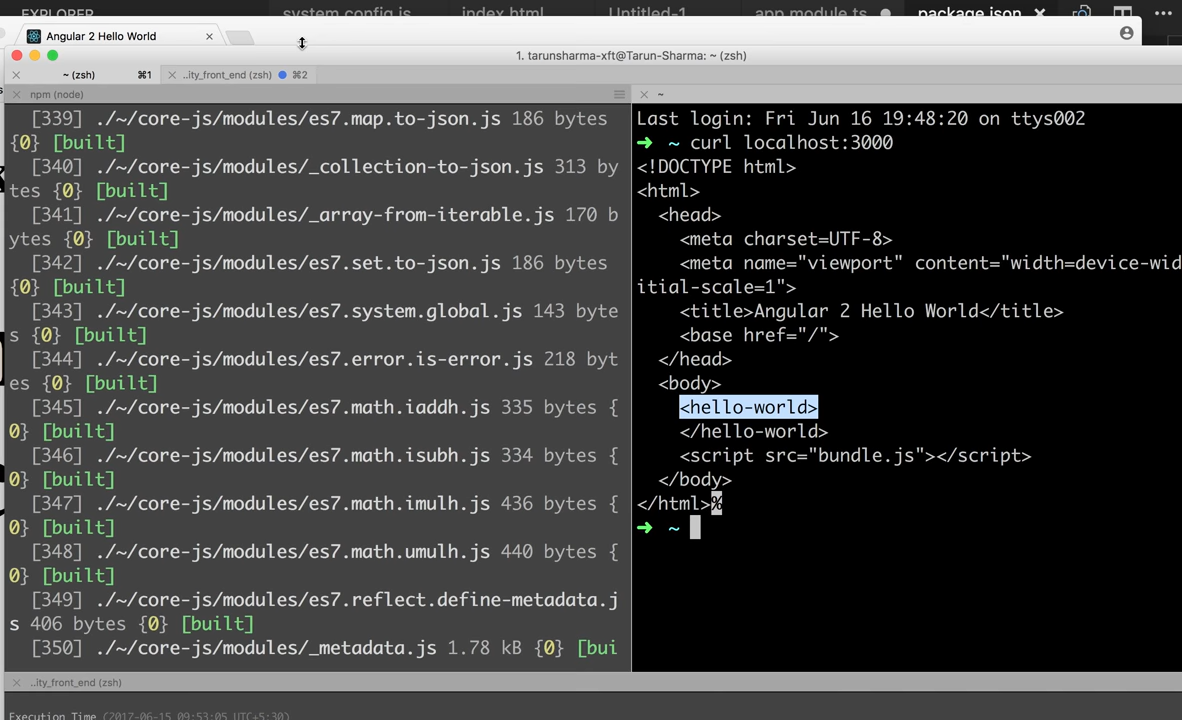 EXPLORER system.config.js index.html Untitled-1 app.module.ts package.json
Angular 2 Hello World
1. tarunsharma-xft@Tarun-Sharma: ~ (zsh)
~ (zsh) ⌘1 ..ity_front_end (zsh) ⌘2
npm (node)
[339] ./~/core-js/modules/es7.map.to-json.js 186 bytes
{0} [built]
[340] ./~/core-js/modules/_collection-to-json.js 313 by
tes {0} [built]
[341] ./~/core-js/modules/_array-from-iterable.js 170 b
ytes {0} [built]
[342] ./~/core-js/modules/es7.set.to-json.js 186 bytes
{0} [built]
[343] ./~/core-js/modules/es7.system.global.js 143 byte
s {0} [built]
[344] ./~/core-js/modules/es7.error.is-error.js 218 byt
es {0} [built]
[345] ./~/core-js/modules/es7.math.iaddh.js 335 bytes {
0} [built]
[346] ./~/core-js/modules/es7.math.isubh.js 334 bytes {
0} [built]
[347] ./~/core-js/modules/es7.math.imulh.js 436 bytes {
0} [built]
[348] ./~/core-js/modules/es7.math.umulh.js 440 bytes {
0} [built]
[349] ./~/core-js/modules/es7.reflect.define-metadata.j
s 406 bytes {0} [built]
[350] ./~/core-js/modules/_metadata.js 1.78 kB {0} [bui
~
Last login: Fri Jun 16 19:48:20 on ttys002
➜ ~ curl localhost:3000
<!DOCTYPE html>
<html>
<head>
<meta charset=UTF-8>
<meta name="viewport" content="width=device-wid
itial-scale=1">
<title>Angular 2 Hello World</title>
<base href="/">
</head>
<body>
<hello-world>
</hello-world>
<script src="bundle.js"></script>
</body>
</html>%
➜ ~
..ity_front_end (zsh)
Execution Time (2017-06-15 09:53:05 UTC+5:30)